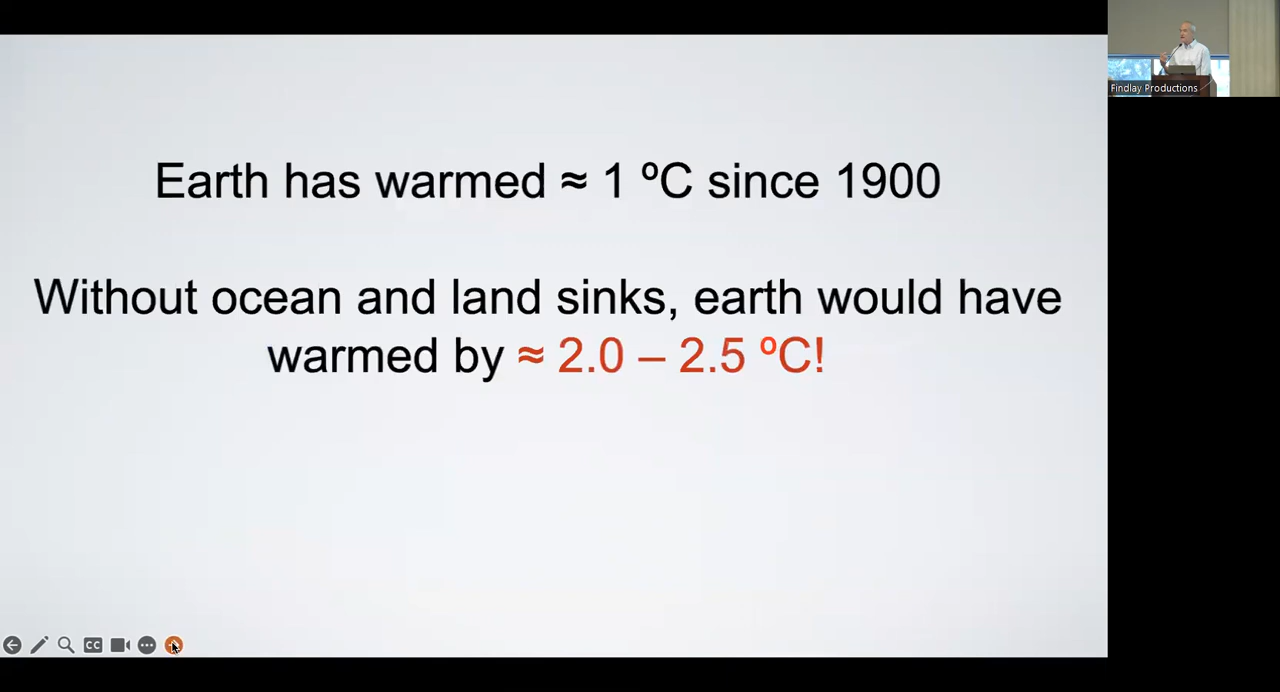 Earth has warmed ≈ 1 ºC since 1900
Without ocean and land sinks, earth would have
warmed by ≈ 2.0 – 2.5 ºC!
Findlay Productions
CC